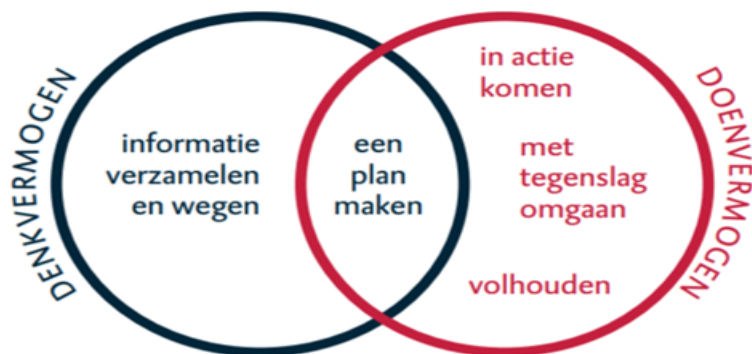 DENKVERMOGEN
informatie
verzamelen
en wegen
een
plan
maken
in actie
komen
met
tegenslag
omgaan
volhouden
DOENVERMOGEN